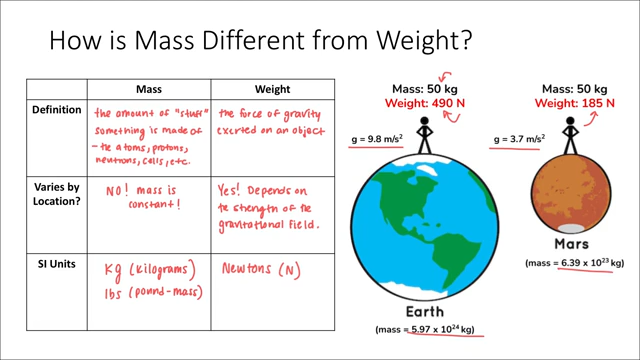 How is Mass Different from Weight?
Mass
Weight
Definition
the amount of "stuff"
something is made of
- the atoms, protons,
neutrons, cells, etc.
the force of gravity
exerted on an object
Varies by
Location?
NO! mass is
constant!
Yes! Depends on
the strength of the
gravitational field.
SI Units
Kg (kilograms)
lbs (pound-mass)
Newtons (N)
Mass: 50 kg
Weight: 490 N
g = 9.8 m/s²
Earth
(mass = 5.97 x 10²⁴ kg)
Mass: 50 kg
Weight: 185 N
g = 3.7 m/s²
Mars
(mass = 6.39 x 10²³ kg)